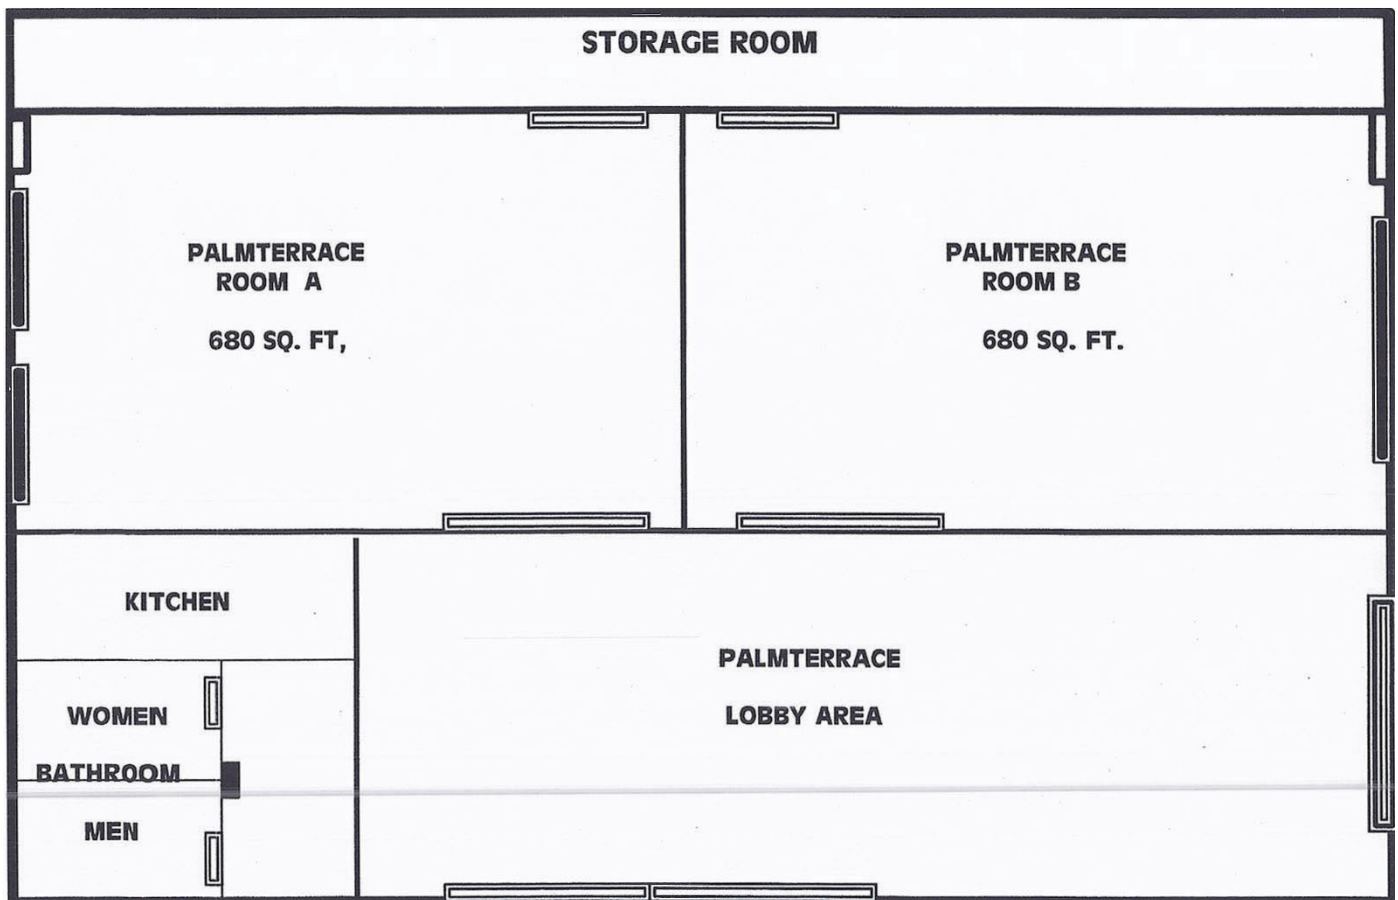 STORAGE ROOM
PALMTERRACE
ROOM A
680 SQ. FT,
PALMTERRACE
ROOM B
680 SQ. FT.
KITCHEN
WOMEN
BATHROOM
MEN
PALMTERRACE
LOBBY AREA